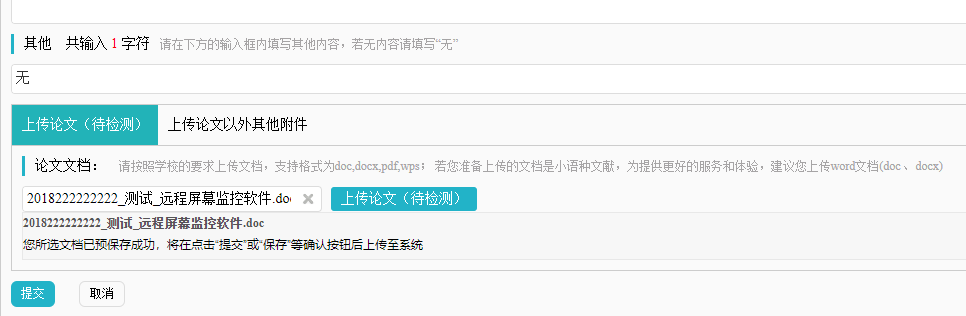 其他 共输入 1 字符 请在下方的输入框内填写其他内容，若无内容请填写“无”
无
上传论文（待检测） 上传论文以外其他附件
论文文档： 请按照学校的要求上传文档，支持格式为doc,docx,pdf,wps； 若您准备上传的文档是小语种文献，为提供更好的服务和体验，建议您上传word文档(doc、docx)
2018222222222_测试_远程屏幕监控软件.doc 上传论文（待检测）
2018222222222_测试_远程屏幕监控软件.doc
您所选文档已预保存成功，将在点击“提交”或“保存”等确认按钮后上传至系统
提交 取消